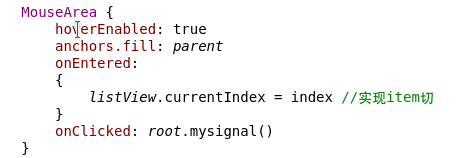 MouseArea {
hoverEnabled: true
anchors.fill: parent
onEntered:
{
listView.currentIndex = index //实现item切
}
onClicked: root.mysignal()
}